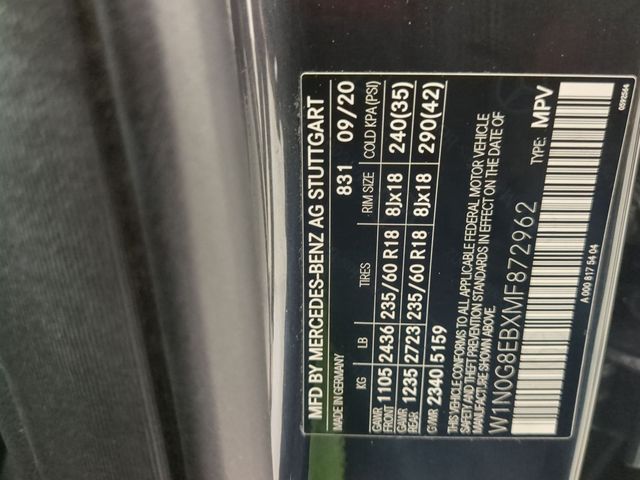 MFD BY MERCEDES-BENZ AG STUTTGART
MADE IN GERMANY 831 09/20
KG LB TIRES RIM SIZE COLD KPA(PSI)
GAWR FRONT 1105 2436 235/60 R18 8Jx18 240(35)
GAWR REAR 1235 2723 235/60 R18 8Jx18 290(42)
GVWR 2340 5159
THIS VEHICLE CONFORMS TO ALL APPLICABLE FEDERAL MOTOR VEHICLE
SAFETY AND THEFT PREVENTION STANDARDS IN EFFECT ON THE DATE OF
MANUFACTURE SHOWN ABOVE.
W1N0G8EBXMF872962 TYPE: MPV
A 000 817 54 04 0592564